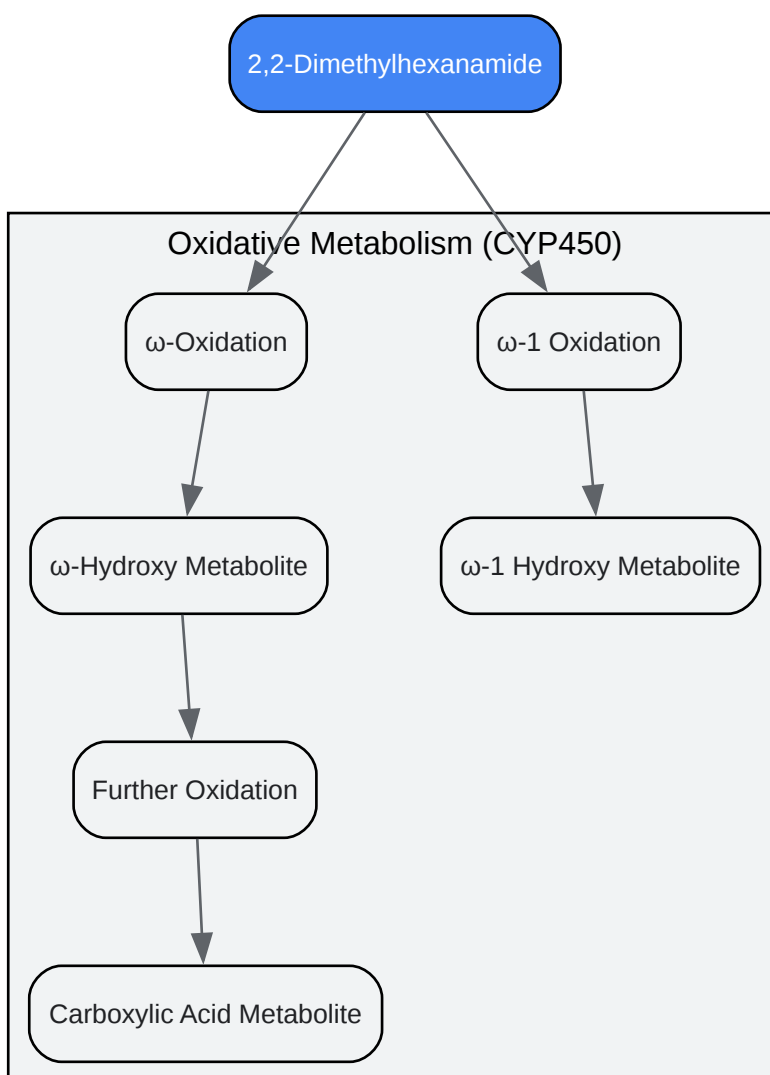 2,2-Dimethylhexanamide
Oxidative Metabolism (CYP450)
ω-Oxidation
ω-1 Oxidation
ω-Hydroxy Metabolite
ω-1 Hydroxy Metabolite
Further Oxidation
Carboxylic Acid Metabolite